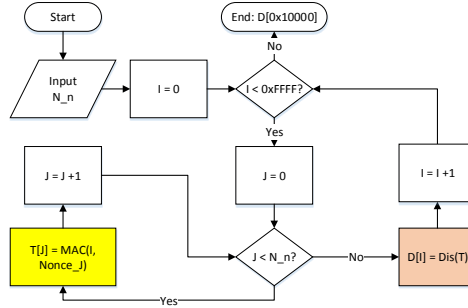 Start
End: D[0x10000]
No
Input
N_n
I = 0
I < 0xFFFF?
Yes
J = J +1
J = 0
I = I +1
T[J] = MAC(I,
Nonce_J)
J < N_n?
No
D[I] = Dis(T)
Yes